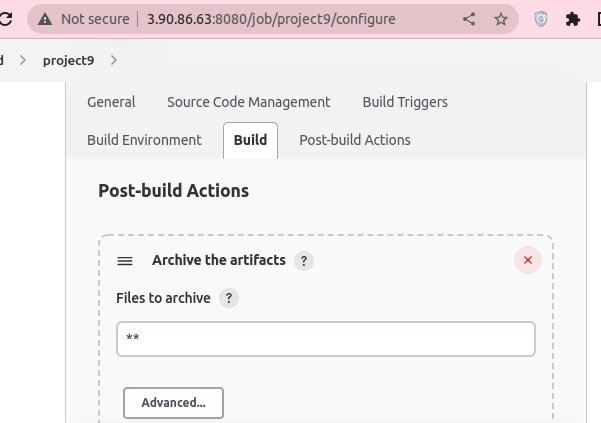 Not secure 3.90.86.63:8080/job/project9/configure
d > project9 >
General Source Code Management Build Triggers
Build Environment Build Post-build Actions
Post-build Actions
Archive the artifacts ?
Files to archive ?
**
Advanced...